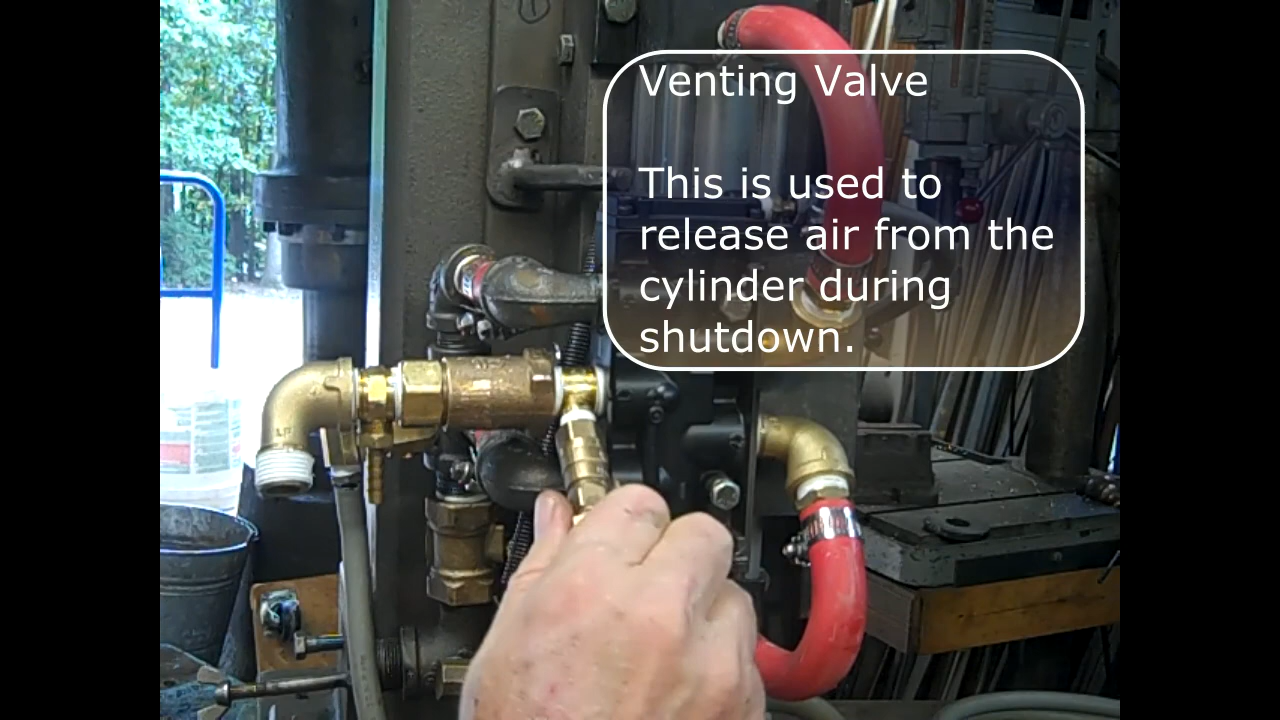 Venting Valve
This is used to
release air from the
cylinder during
shutdown.